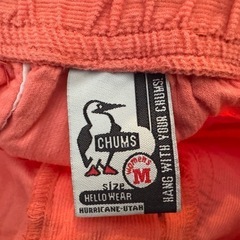 CHUMS
women's
M
size
HELLO WEAR
HURRICANE-UTAH
HANG WITH YOUR CHUMS!